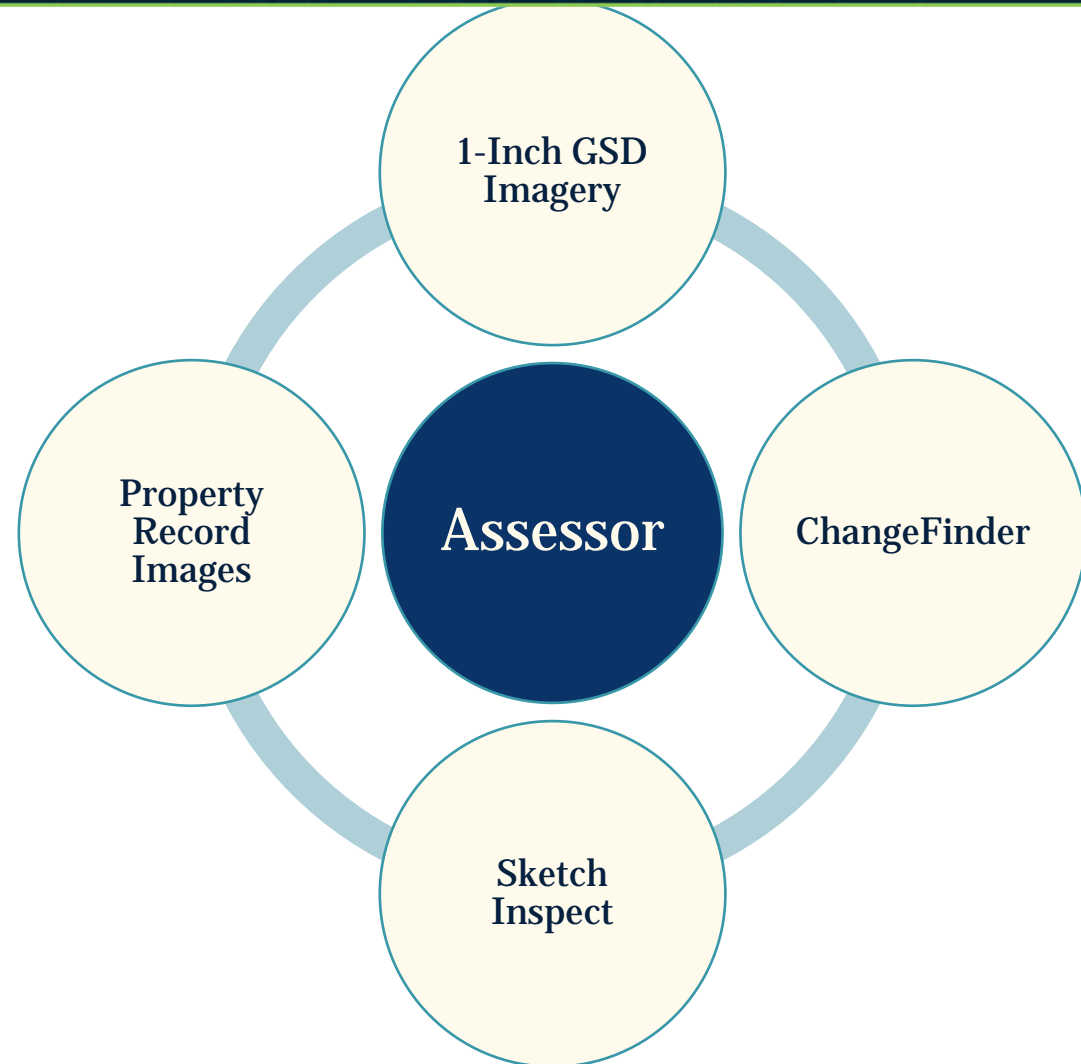 1-Inch GSD
Imagery
Property
Record
Images
Assessor
ChangeFinder
Sketch
Inspect